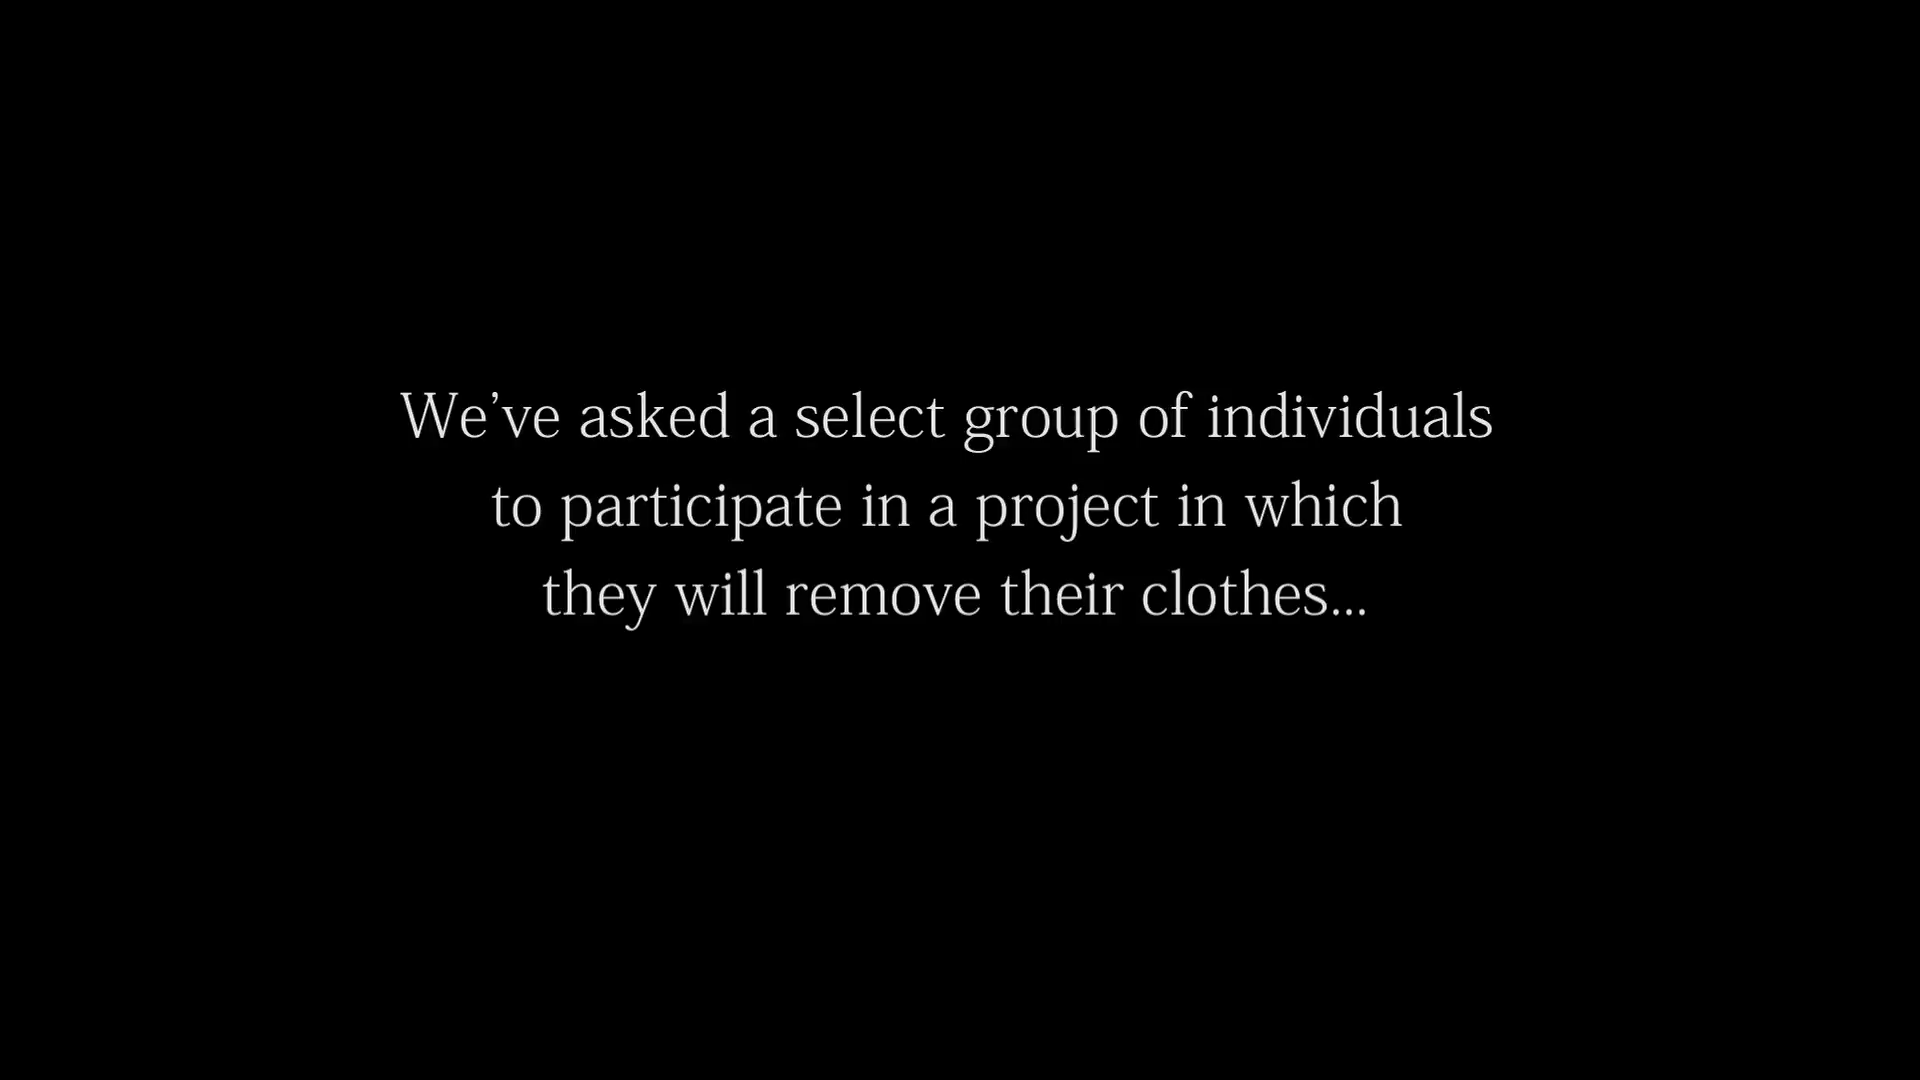 We’ve asked a select group of individuals
to participate in a project in which
they will remove their clothes...